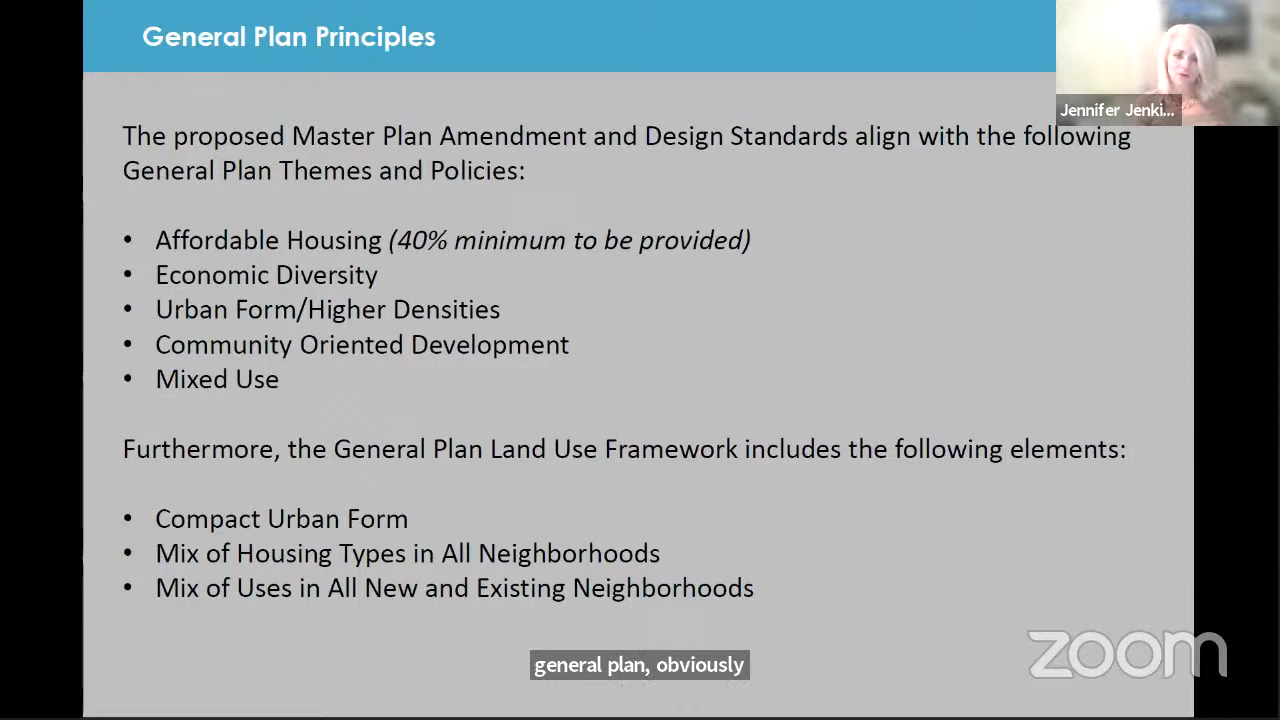 General Plan Principles
Jennifer Jenki...
The proposed Master Plan Amendment and Design Standards align with the following
General Plan Themes and Policies:
• Affordable Housing (40% minimum to be provided)
• Economic Diversity
• Urban Form/Higher Densities
• Community Oriented Development
• Mixed Use
Furthermore, the General Plan Land Use Framework includes the following elements:
• Compact Urban Form
• Mix of Housing Types in All Neighborhoods
• Mix of Uses in All New and Existing Neighborhoods
general plan, obviously
zoom